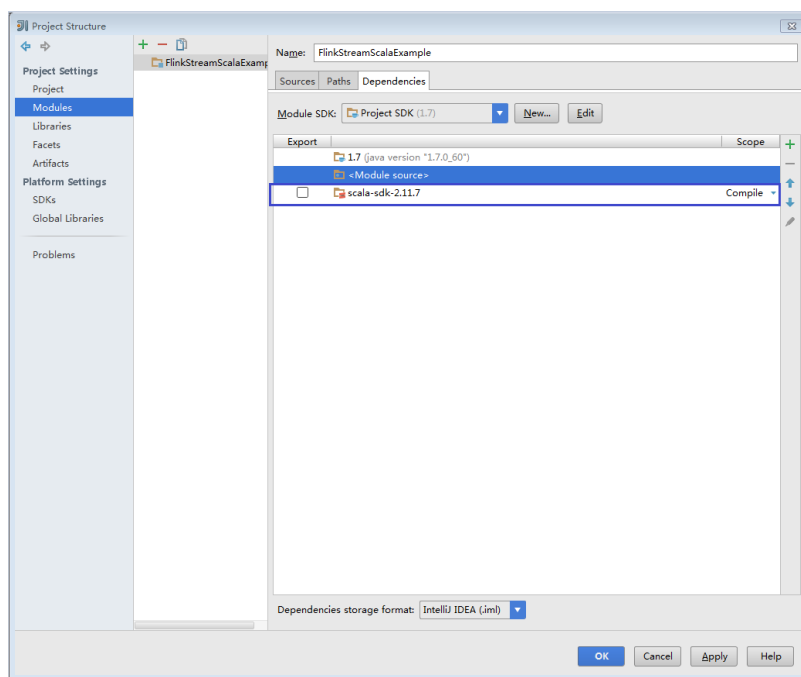 Project Structure
Project Settings
Project
Modules
Libraries
Facets
Artifacts
Platform Settings
SDKs
Global Libraries
Problems
FlinkStreamScalaExamp
Name: FlinkStreamScalaExample
Sources Paths Dependencies
Module SDK: Project SDK (1.7) New... Edit
Export Scope
1.7 (java version "1.7.0_60")
<Module source>
scala-sdk-2.11.7 Compile
Dependencies storage format: IntelliJ IDEA (.iml)
OK Cancel Apply Help